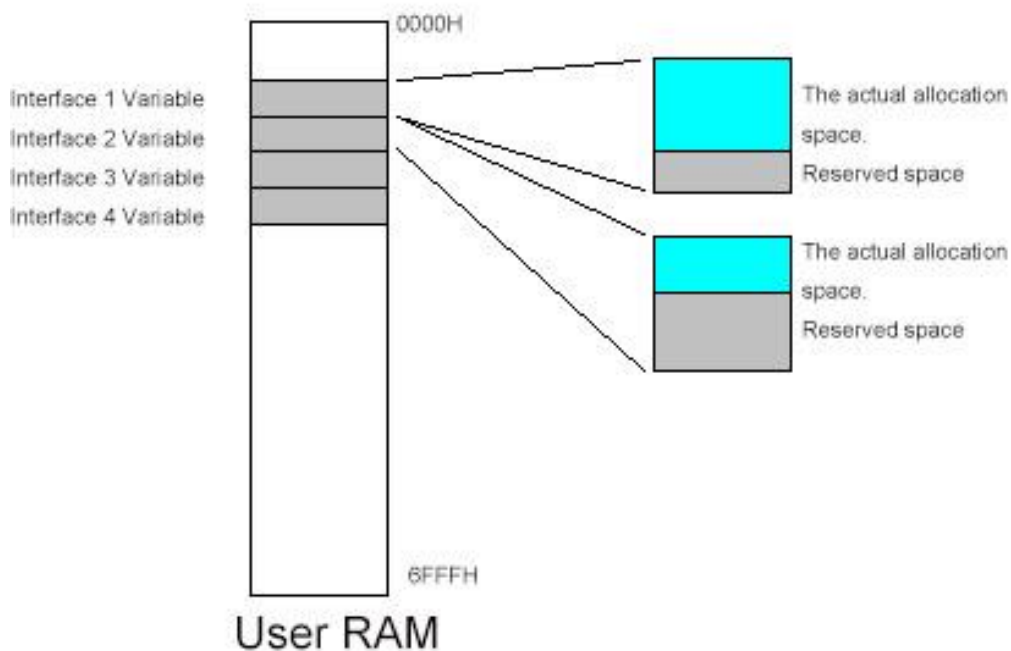 0000H
Interface 1 Variable
Interface 2 Variable
Interface 3 Variable
Interface 4 Variable
The actual allocation
space.
Reserved space
The actual allocation
space.
Reserved space
6FFFH
User RAM